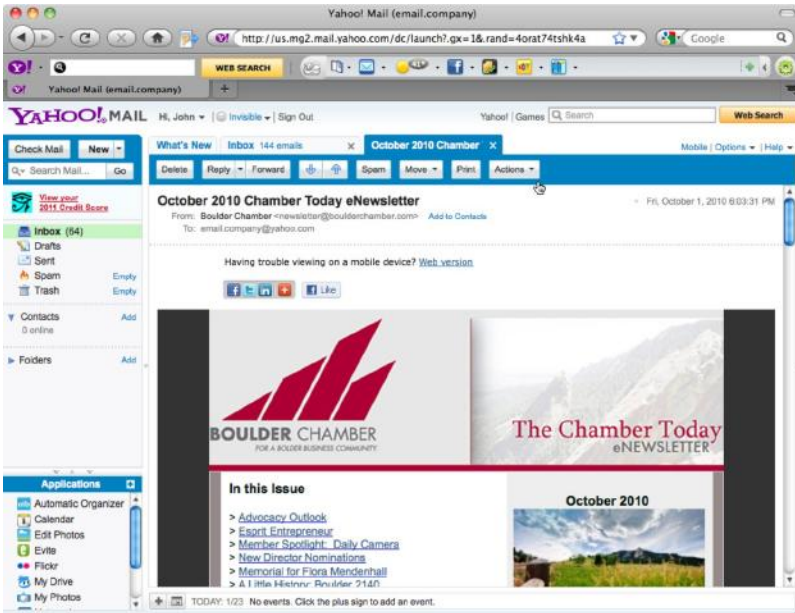 Yahoo! Mail (email.company)
http://us.mg2.mail.yahoo.com/dc/launch?.gx=1&.rand=4orat74tshk4a
Google
WEB SEARCH
Yahoo! Mail (email.company)
YAHOO! MAIL Hi, John Invisible Sign Out Yahoo! Games Search Web Search
Check Mail New
What's New Inbox 144 emails x October 2010 Chamber x Mobile | Options | Help
Search Mail... Go
Delete Reply Forward Spam Move Print Actions
View your
2011 Credit Score
October 2010 Chamber Today eNewsletter
Fri, October 1, 2010 6:03:31 PM
From: Boulder Chamber <newsletter@boulderchamber.com> Add to Contacts
To: email.company@yahoo.com
Inbox (64)
Drafts
Sent
Spam Empty
Trash Empty
Contacts Add
0 online
Folders Add
Having trouble viewing on a mobile device? Web version
Like
BOULDER CHAMBER
FOR A BOLDER BUSINESS COMMUNITY
The Chamber Today
eNEWSLETTER
Applications
Automatic Organizer
Calendar
Edit Photos
Evite
Flickr
My Drive
My Photos
In this Issue
> Advocacy Outlook
> Esprit Entrepreneur
> Member Spotlight: Daily Camera
> New Director Nominations
> Memorial for Flora Mendenhall
> A Little History: Boulder 2140
October 2010
TODAY: 1/23 No events. Click the plus sign to add an event.